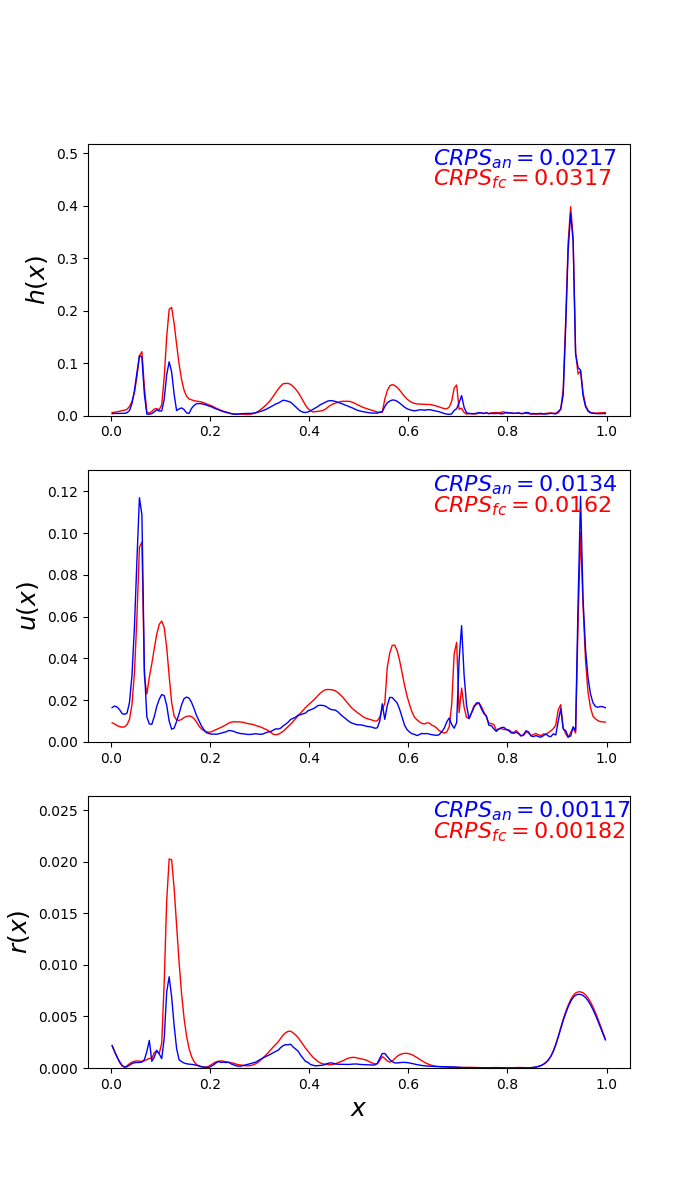 CRPS_an = 0.0217
CRPS_fc = 0.0317
h(x)
0.5
0.4
0.3
0.2
0.1
0.0
0.0 0.2 0.4 0.6 0.8 1.0
CRPS_an = 0.0134
CRPS_fc = 0.0162
u(x)
0.12
0.10
0.08
0.06
0.04
0.02
0.00
0.0 0.2 0.4 0.6 0.8 1.0
CRPS_an = 0.00117
CRPS_fc = 0.00182
r(x)
0.025
0.020
0.015
0.010
0.005
0.000
0.0 0.2 0.4 0.6 0.8 1.0
x